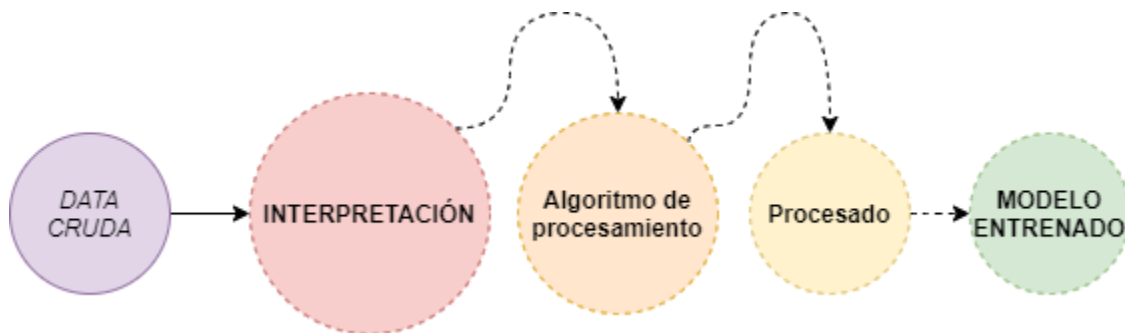 DATA
CRUDA
INTERPRETACIÓN
Algoritmo de
procesamiento
Procesado
MODELO
ENTRENADO